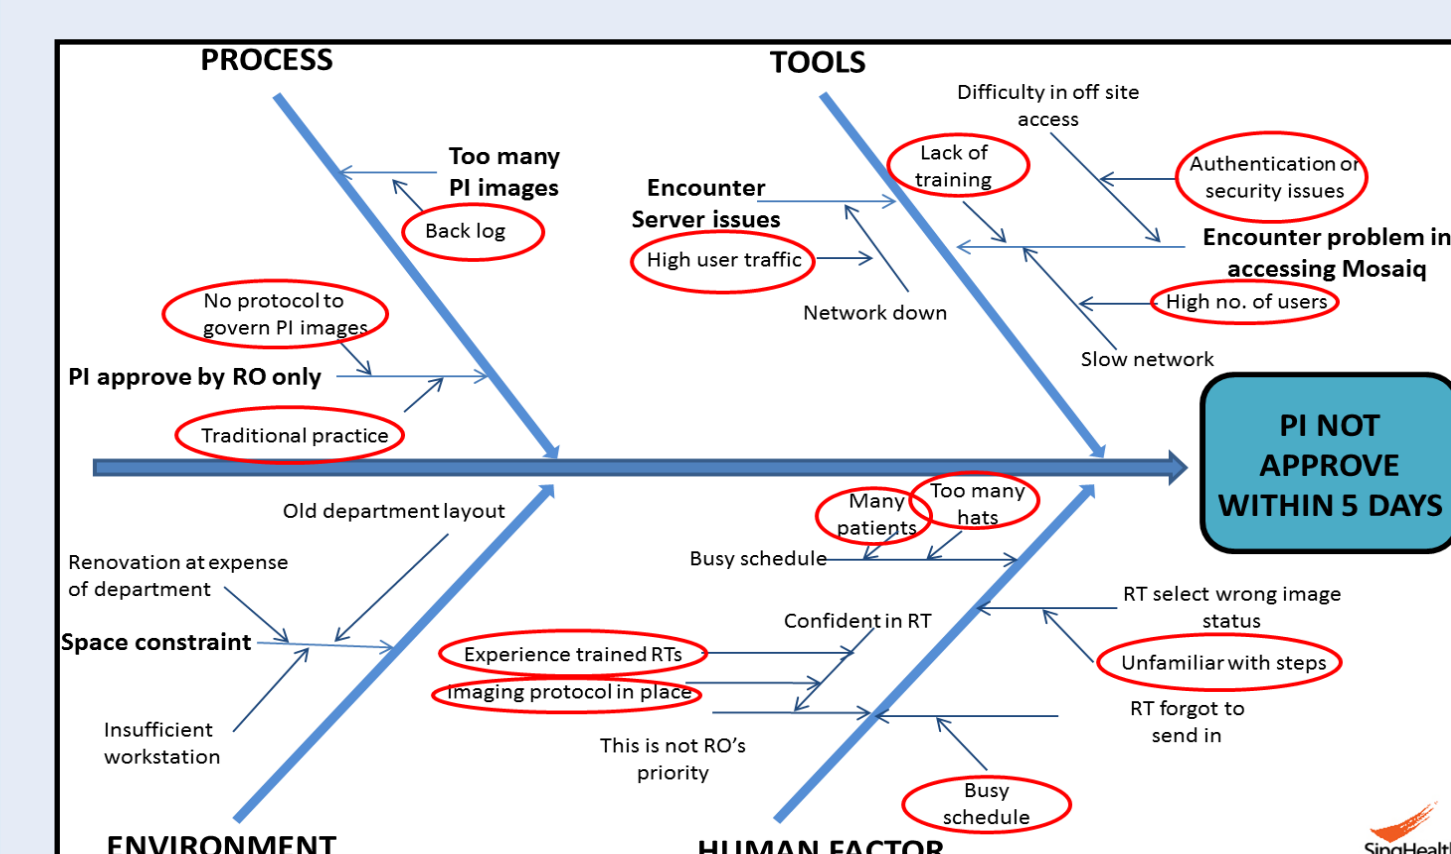 PROCESS
TOOLS
Difficulty in off site
access
Too many
PI images
Back log
Encounter
Server issues
High user traffic
Network down
Lack of
training
Authentication or
security issues
Encounter problem in
accessing Mosaiq
High no. of users
Slow network
No protocol to
govern PI images
PI approve by RO only
Traditional practice
PI NOT
APPROVE
WITHIN 5 DAYS
Old department layout
Renovation at expense
of department
Space constraint
Insufficient
workstation
Many
patients
Too many
hats
Busy schedule
Confident in RT
Experience trained RTs
Imaging protocol in place
This is not RO's
priority
RT select wrong image
status
Unfamiliar with steps
RT forgot to
send in
Busy
schedule
ENVIRONMENT
HUMAN FACTOR
SingHealth